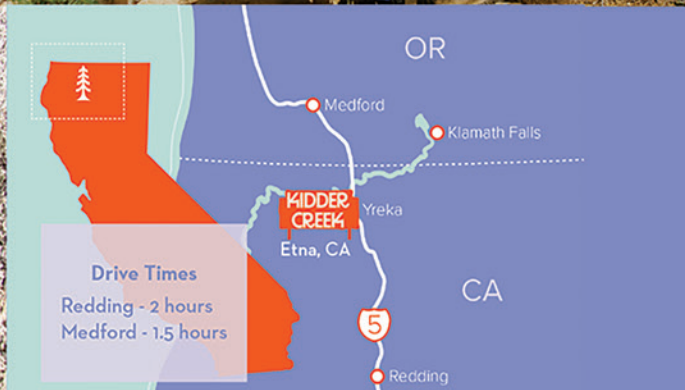 OR
Medford
Klamath Falls
KIDDER
CREEK
Yreka
Etna, CA
Drive Times
Redding - 2 hours
Medford - 1.5 hours
CA
5
Redding